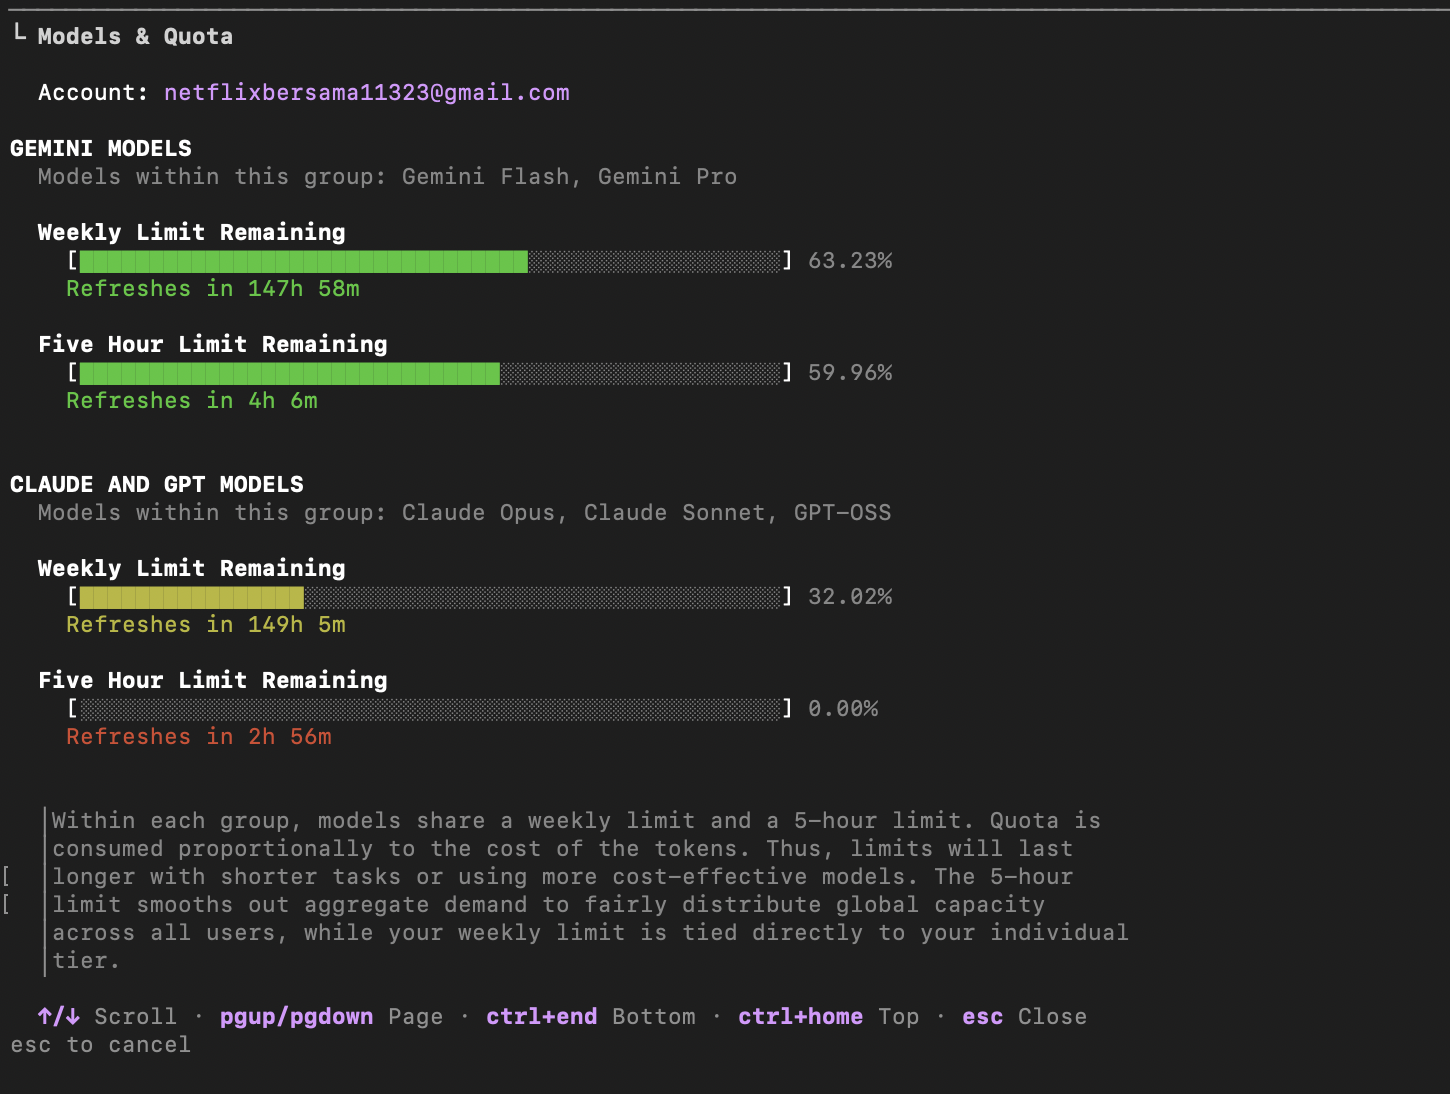 └ Models & Quota
Account: netflixbersama11323@gmail.com
GEMINI MODELS
Models within this group: Gemini Flash, Gemini Pro
Weekly Limit Remaining
[] 63.23%
Refreshes in 147h 58m
Five Hour Limit Remaining
[] 59.96%
Refreshes in 4h 6m
CLAUDE AND GPT MODELS
Models within this group: Claude Opus, Claude Sonnet, GPT-OSS
Weekly Limit Remaining
[] 32.02%
Refreshes in 149h 5m
Five Hour Limit Remaining
[] 0.00%
Refreshes in 2h 56m
Within each group, models share a weekly limit and a 5-hour limit. Quota is
consumed proportionally to the cost of the tokens. Thus, limits will last
[ longer with shorter tasks or using more cost-effective models. The 5-hour
[ limit smooths out aggregate demand to fairly distribute global capacity
across all users, while your weekly limit is tied directly to your individual
tier.
↑/↓ Scroll · pgup/pgdown Page · ctrl+end Bottom · ctrl+home Top · esc Close
esc to cancel